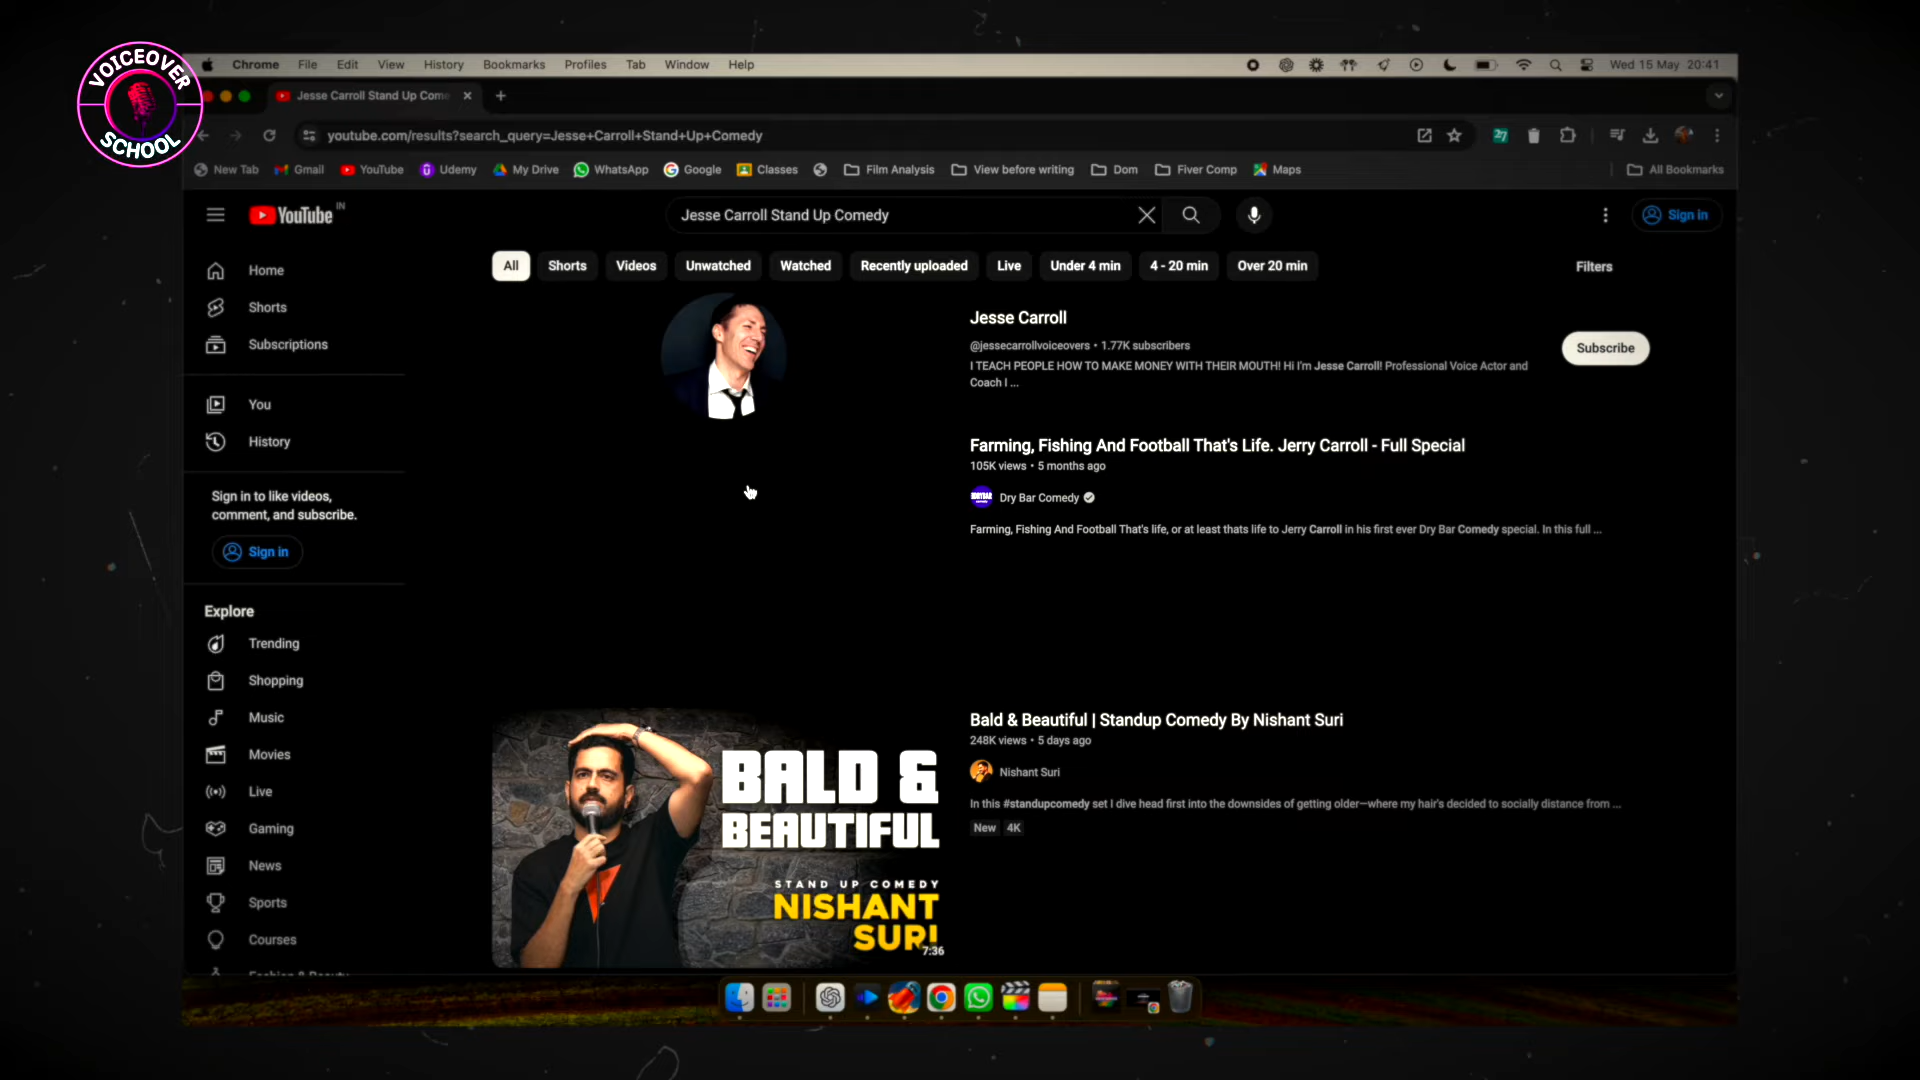 VOICEOVER
SCHOOL
Chrome File Edit View History Bookmarks Profiles Tab Window Help
Wed 15 May 20:41
Jesse Carroll Stand Up Com
youtube.com/results?search_query=Jesse+Carroll+Stand+Up+Comedy
27
New Tab Gmail YouTube Udemy My Drive WhatsApp Google Classes Film Analysis View before writing Dom Fiver Comp Maps All Bookmarks
YouTube IN
Jesse Carroll Stand Up Comedy
Sign in
All Shorts Videos Unwatched Watched Recently uploaded Live Under 4 min 4 - 20 min Over 20 min Filters
Home
Shorts
Subscriptions
You
History
Sign in to like videos,
comment, and subscribe.
Sign in
Explore
Trending
Shopping
Music
Movies
Live
Gaming
News
Sports
Courses
Fashion & Beauty
Jesse Carroll
@jessecarrollvoiceovers • 1.77K subscribers
I TEACH PEOPLE HOW TO MAKE MONEY WITH THEIR MOUTH! Hi I'm Jesse Carroll! Professional Voice Actor and
Coach I ...
Subscribe
Farming, Fishing And Football That's Life. Jerry Carroll - Full Special
105K views • 5 months ago
DRYBAR
Dry Bar Comedy
Farming, Fishing And Football That's life, or at least thats life to Jerry Carroll in his first ever Dry Bar Comedy special. In this full ...
BALD &
BEAUTIFUL
STAND UP COMEDY
NISHANT
SURI
7:36
Bald & Beautiful | Standup Comedy By Nishant Suri
248K views • 5 days ago
Nishant Suri
In this #standupcomedy set I dive head first into the downsides of getting older—where my hair's decided to socially distance from ...
New 4K